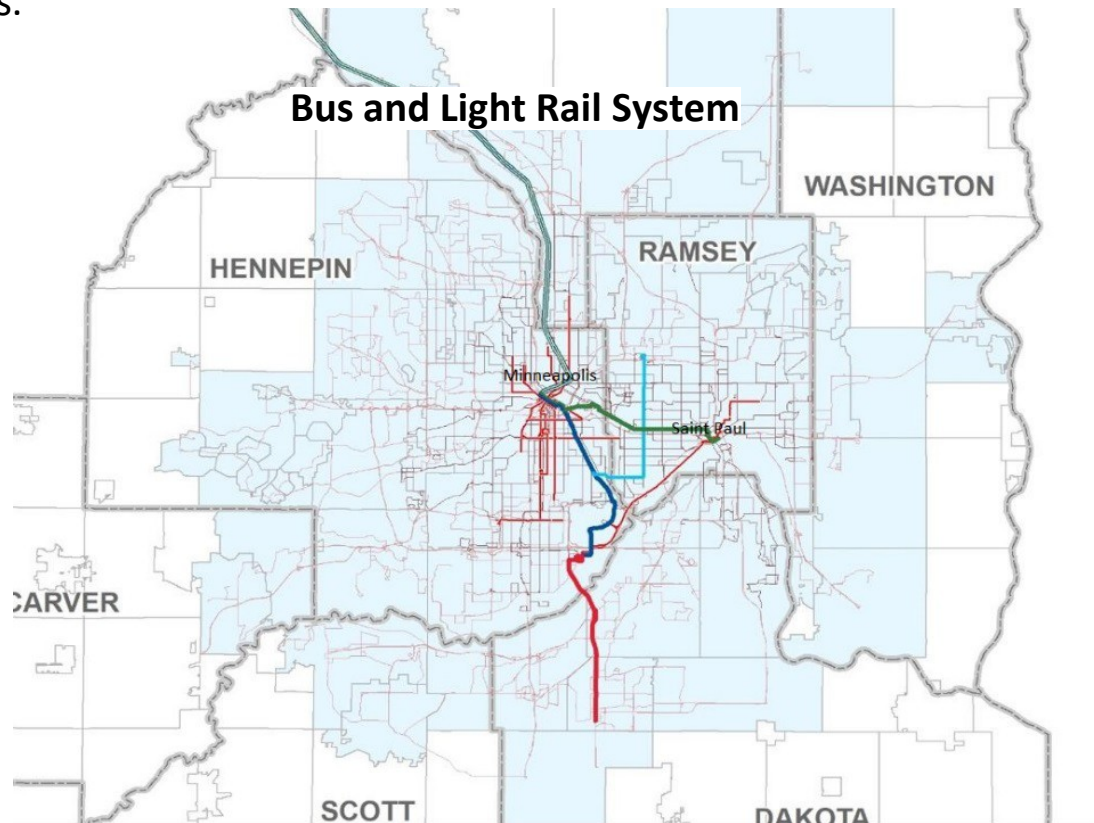 s.
Bus and Light Rail System
WASHINGTON
RAMSEY
HENNEPIN
Minneapolis
Saint Paul
CARVER
SCOTT
DAKOTA